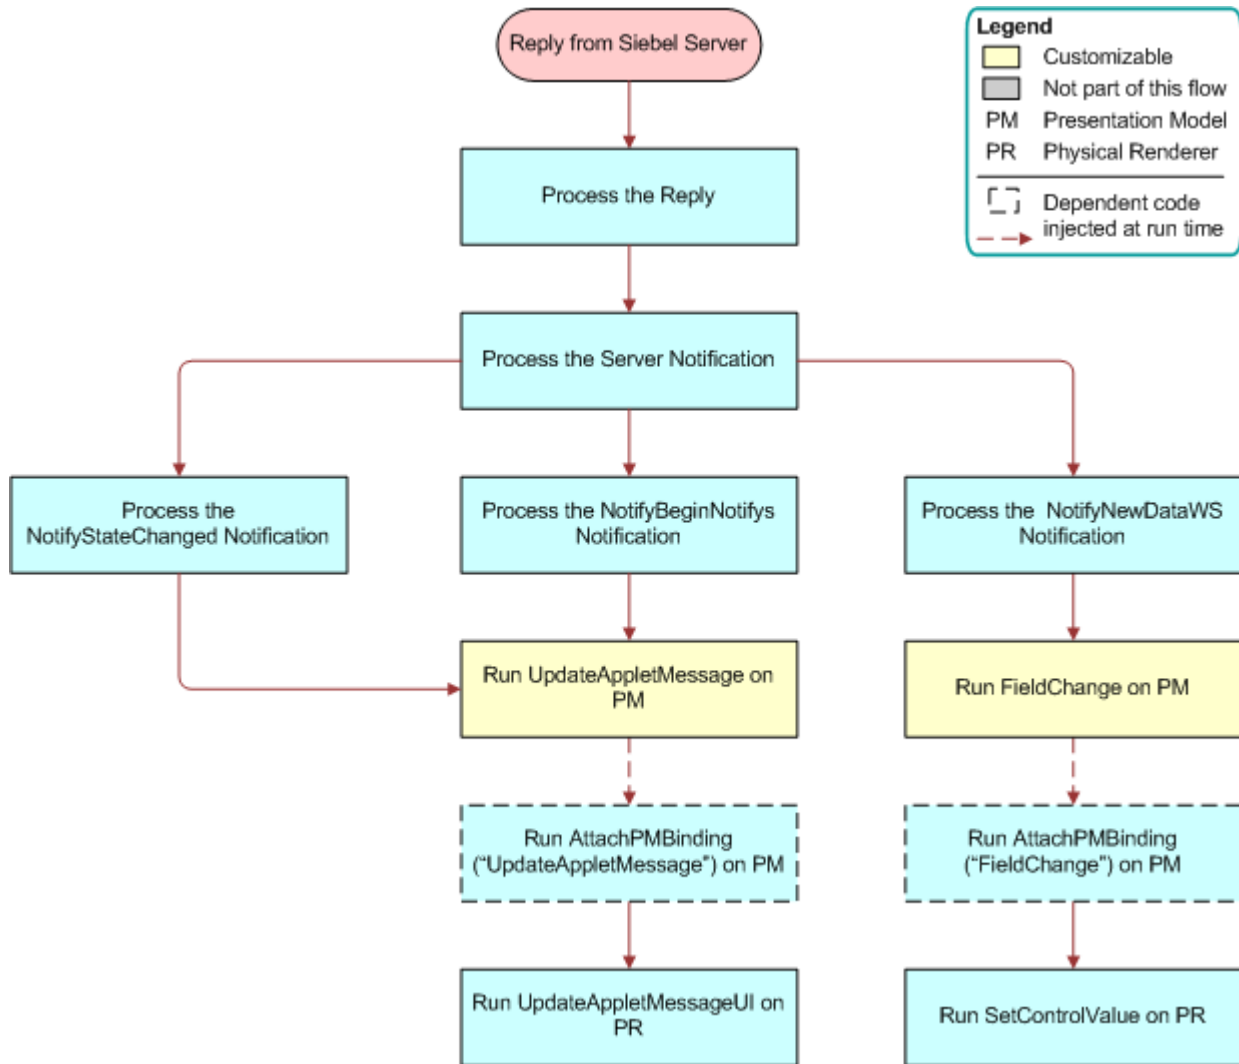 Reply from Siebel Server
Legend
Customizable
Not part of this flow
PM Presentation Model
PR Physical Renderer
Dependent code
injected at run time
Process the Reply
Process the Server Notification
Process the
NotifyStateChanged Notification
Process the NotifyBeginNotifys
Notification
Process the NotifyNewDataWS
Notification
Run UpdateAppletMessage on
PM
Run FieldChange on PM
Run AttachPMBinding
(“UpdateAppletMessage”) on PM
Run AttachPMBinding
(“FieldChange”) on PM
Run UpdateAppletMessageUI on
PR
Run SetControlValue on PR